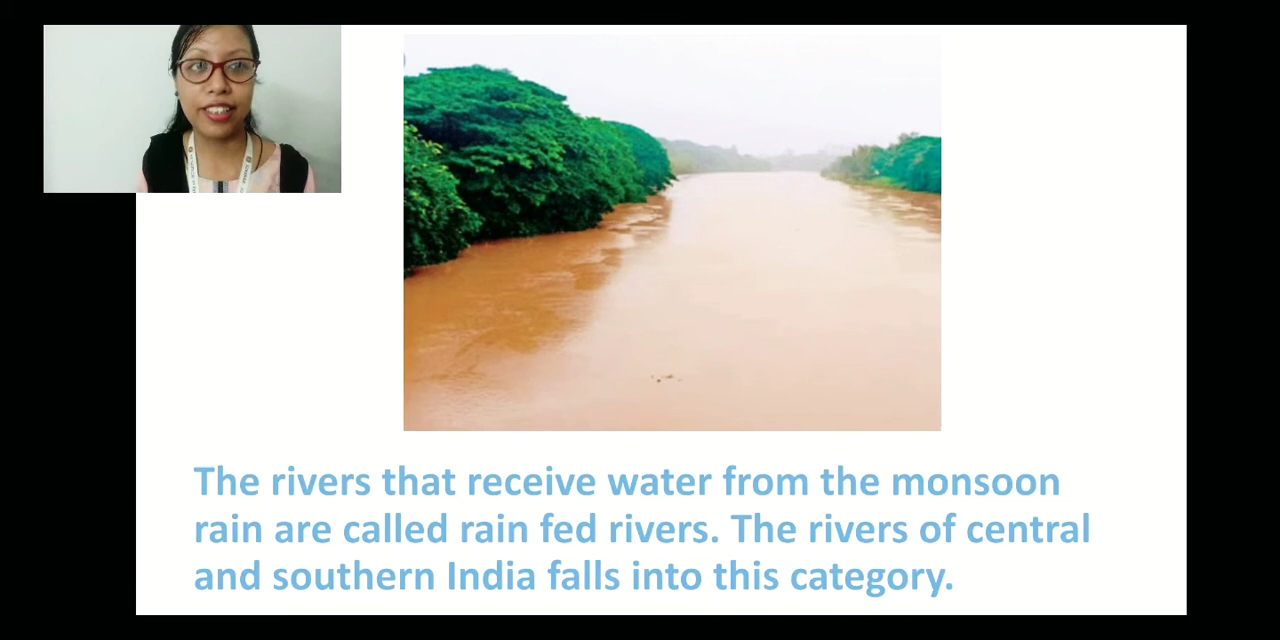 The rivers that receive water from the monsoon
rain are called rain fed rivers. The rivers of central
and southern India falls into this category.